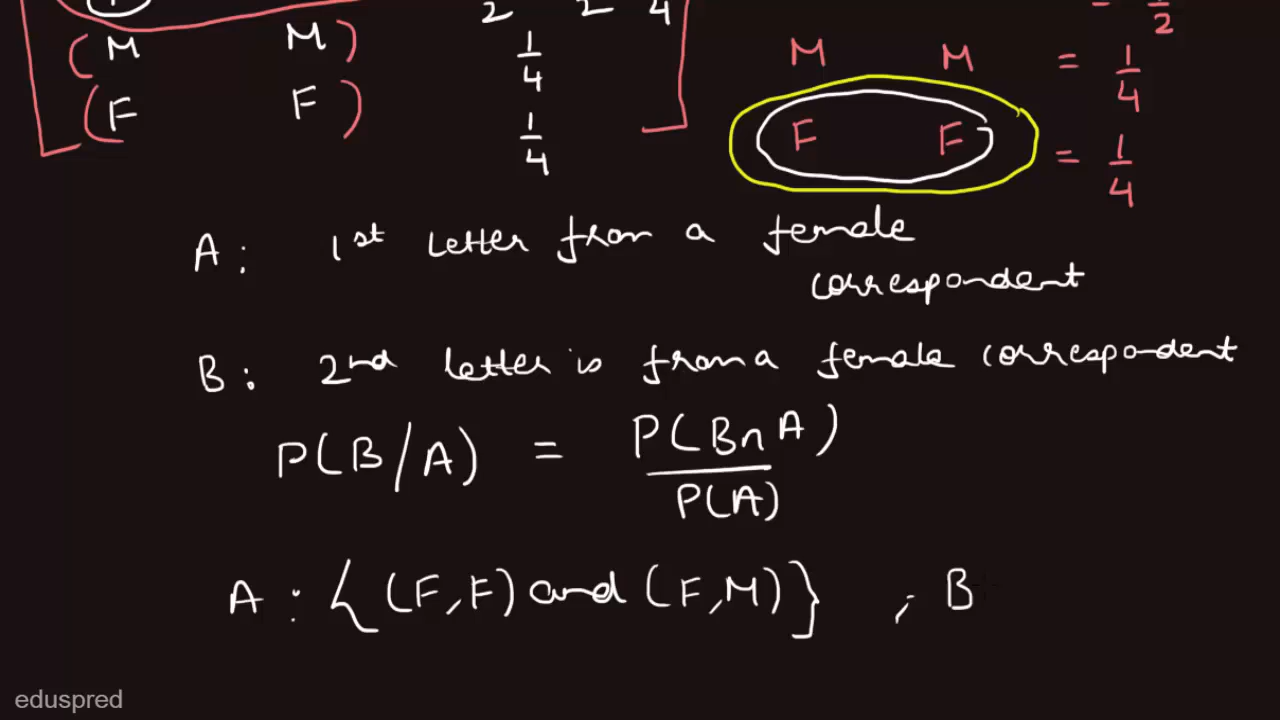 2 2 4
= 1/2
(M M) 1/4
M M = 1/4
(F F) 1/4
F F = 1/4
A: 1st letter from a female
correspondent
B: 2nd letter is from a female correspondent
P(B/A) = P(B∩A)
P(A)
A: {(F,F) and (F,M)} , B
eduspred